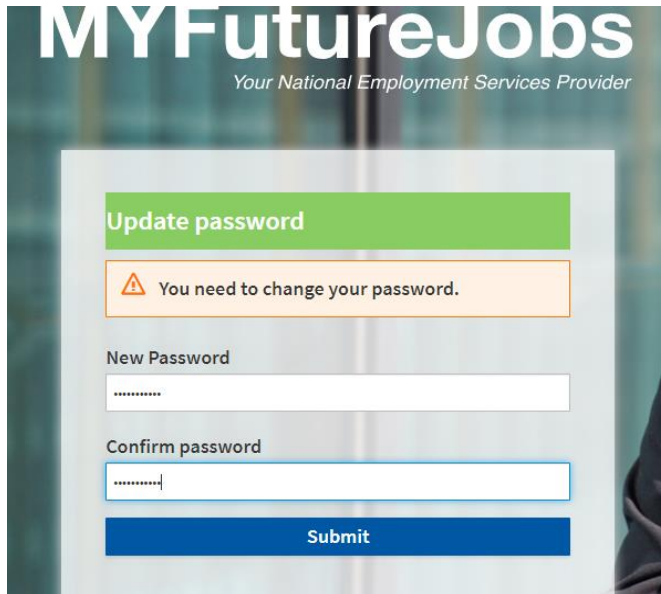 MYFutureJobs
Your National Employment Services Provider
Update password
You need to change your password.
New Password
•••••••••••
Confirm password
•••••••••••
Submit